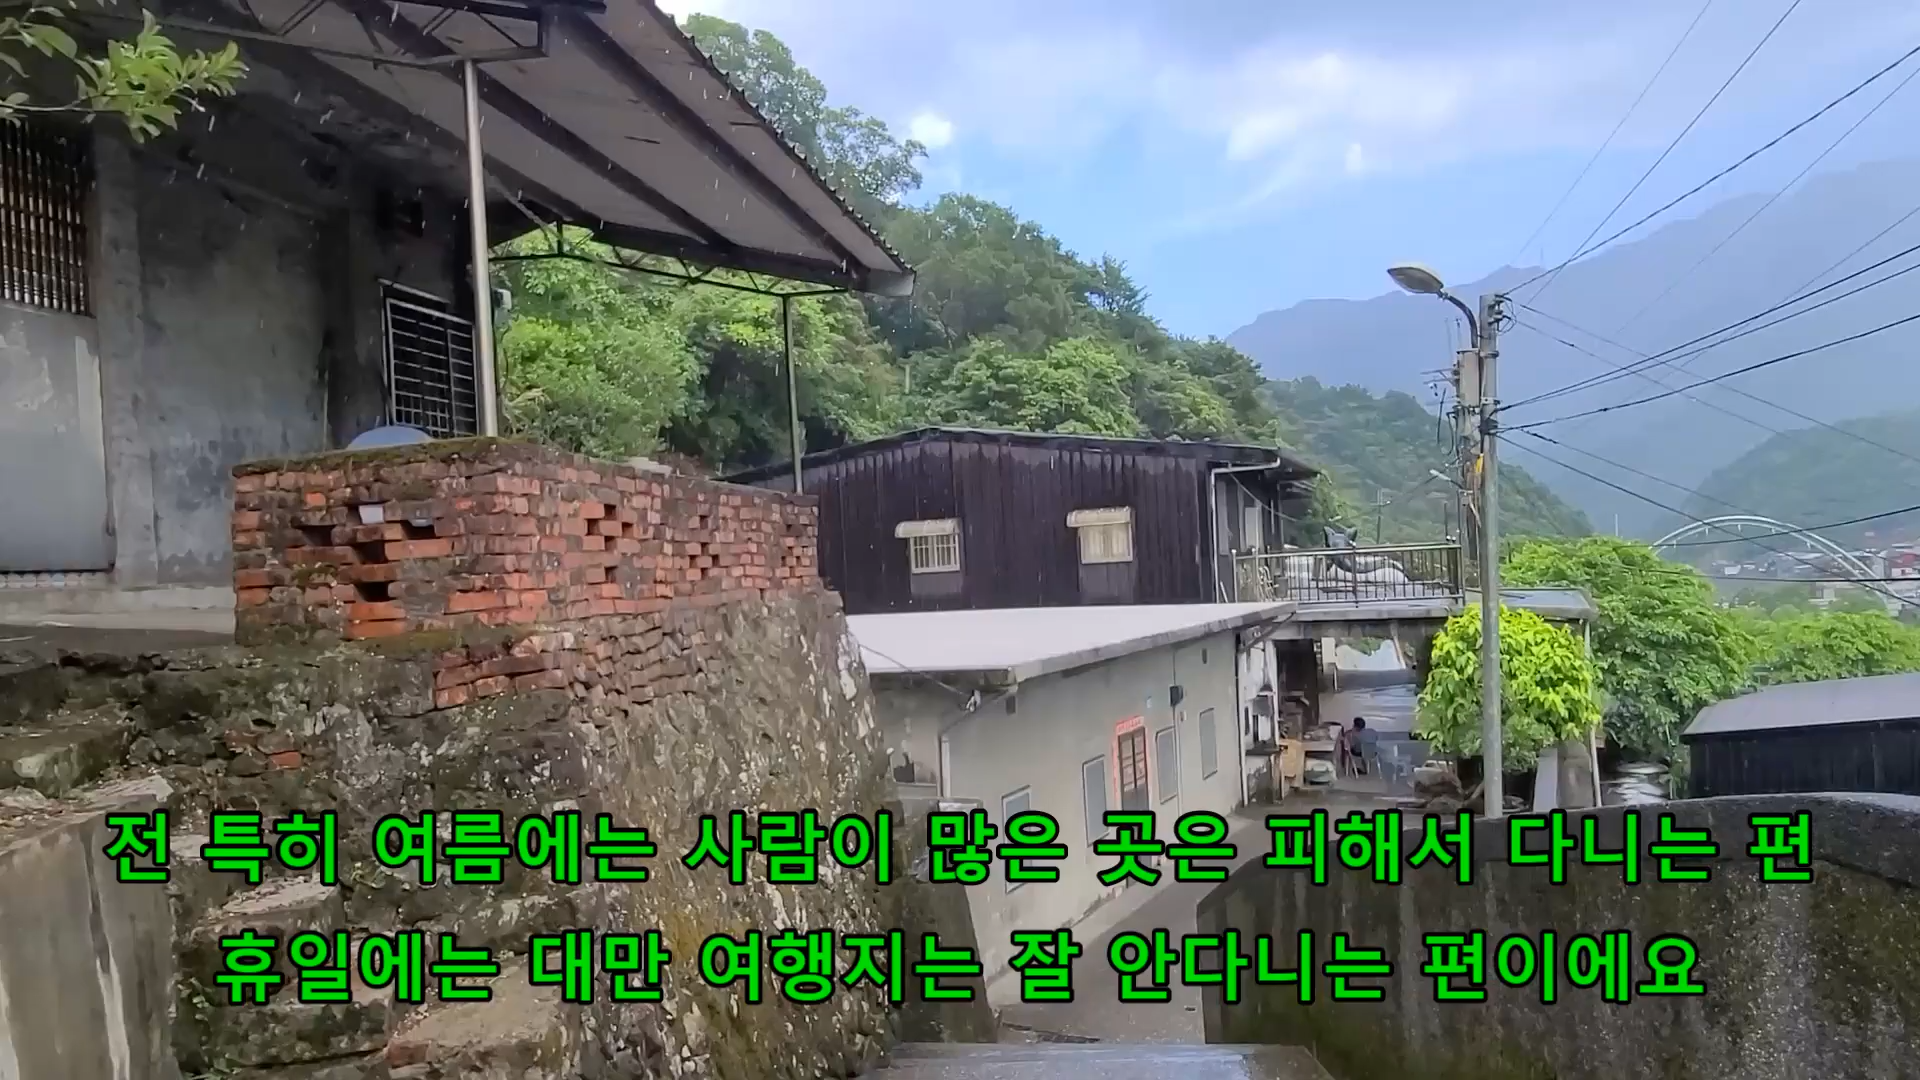 전 특히 여름에는 사람이 많은 곳은 피해서 다니는 편
휴일에는 대만 여행지는 잘 안다니는 편이에요